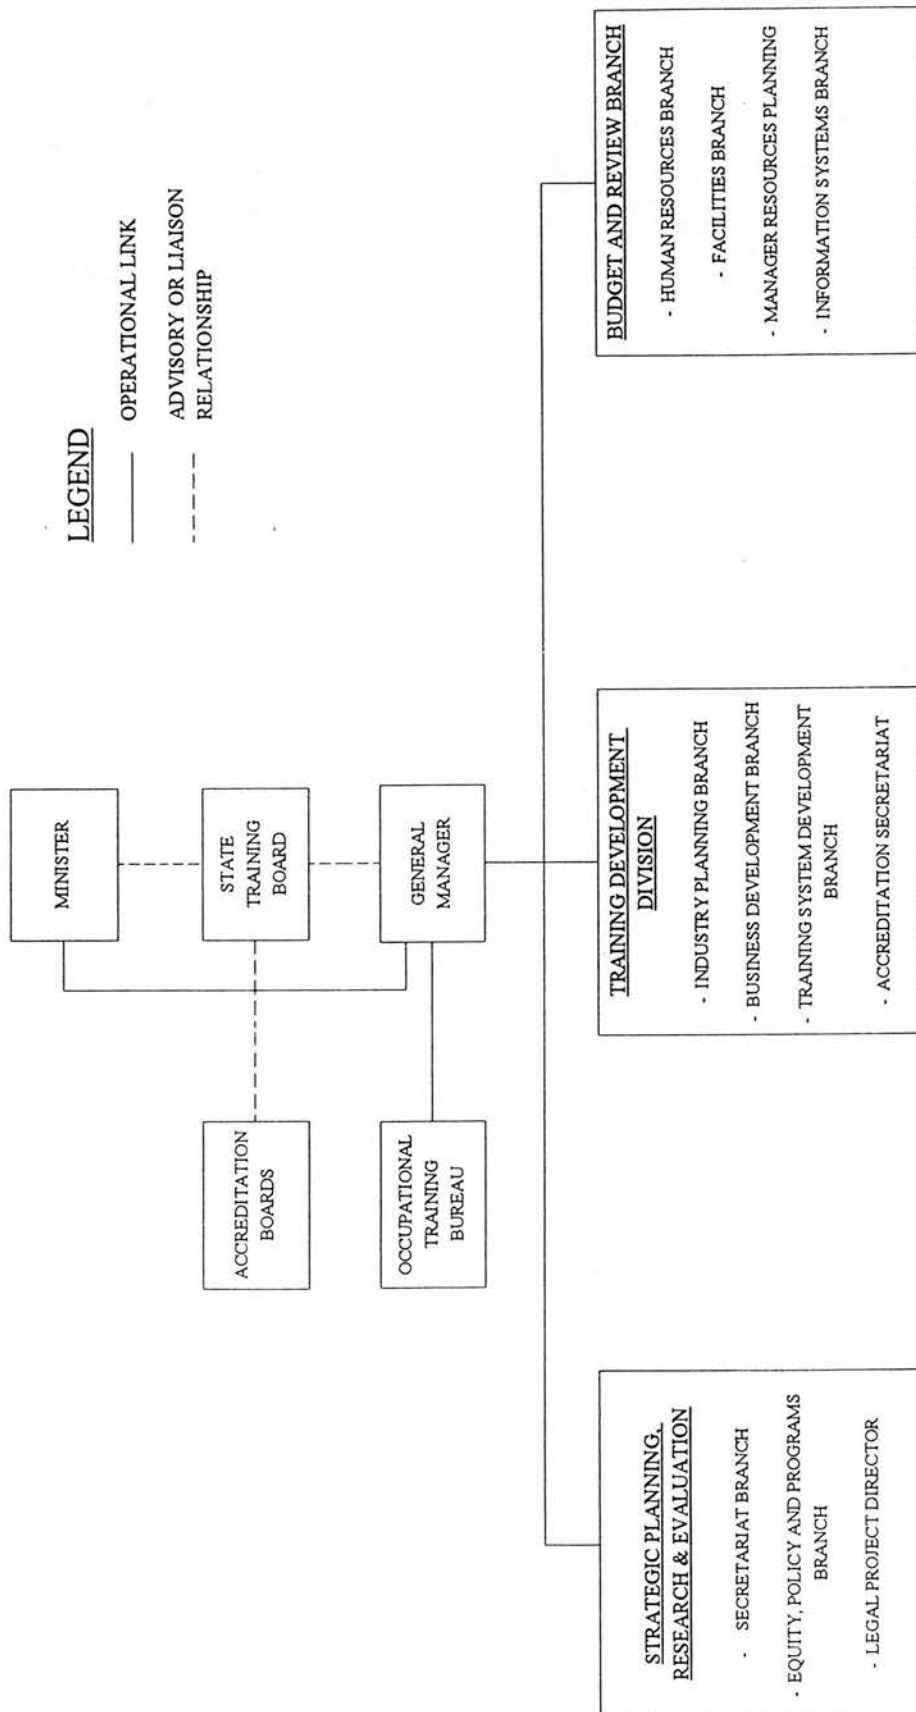 LEGEND
OPERATIONAL LINK
ADVISORY OR LIAISON
RELATIONSHIP
MINISTER
STATE
TRAINING
BOARD
ACCREDITATION
BOARDS
GENERAL
MANAGER
OCCUPATIONAL
TRAINING
BUREAU
STRATEGIC PLANNING,
RESEARCH & EVALUATION
- SECRETARIAT BRANCH
- EQUITY, POLICY AND PROGRAMS
BRANCH
- LEGAL PROJECT DIRECTOR
TRAINING DEVELOPMENT
DIVISION
- INDUSTRY PLANNING BRANCH
- BUSINESS DEVELOPMENT BRANCH
- TRAINING SYSTEM DEVELOPMENT
BRANCH
- ACCREDITATION SECRETARIAT
BUDGET AND REVIEW BRANCH
- HUMAN RESOURCES BRANCH
- FACILITIES BRANCH
- MANAGER RESOURCES PLANNING
- INFORMATION SYSTEMS BRANCH